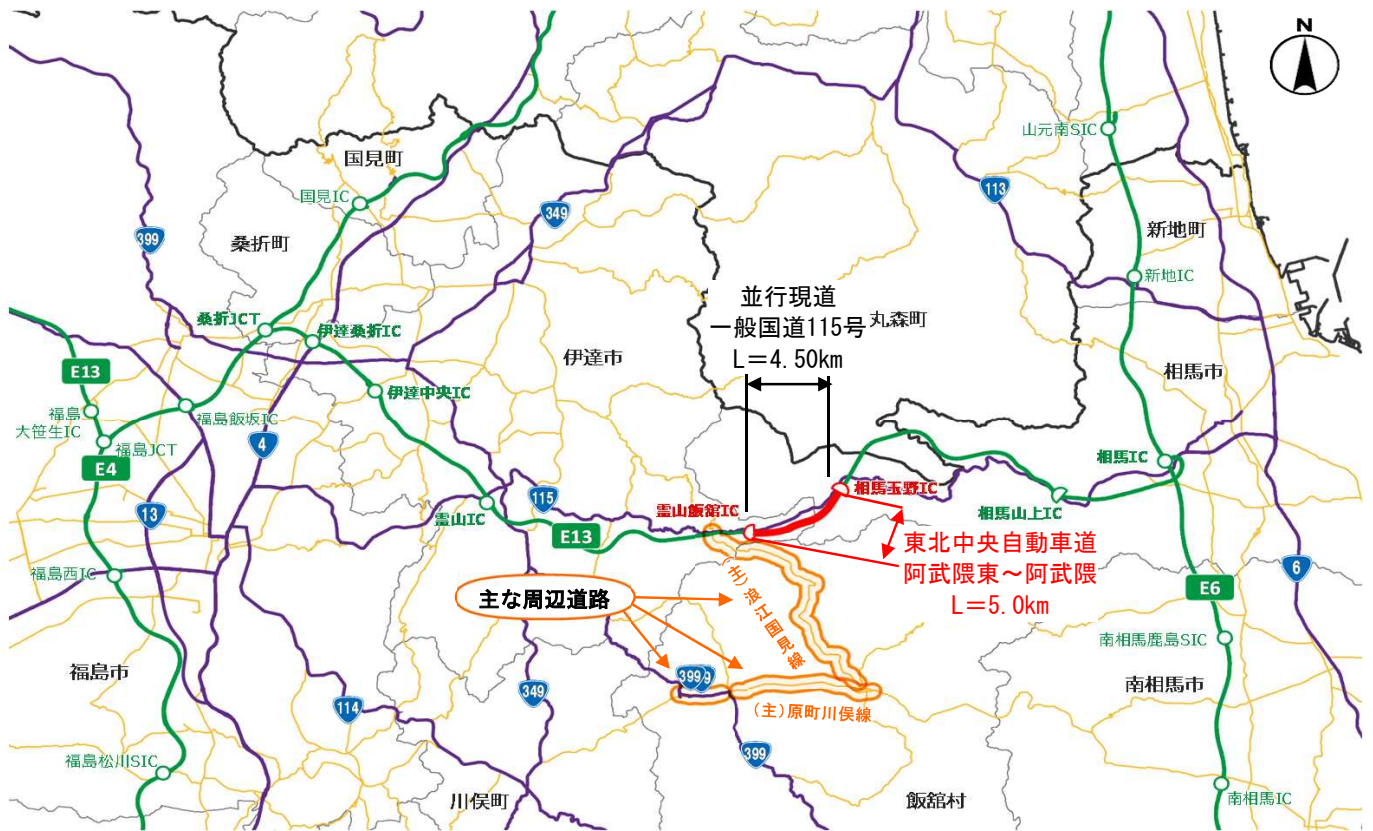 N
山元南SIC
国見町
国見IC
113
349
399
桑折町
新地町
新地IC
並行現道
一般国道115号
L=4.50km
丸森町
桑折JCT
伊達桑折IC
伊達市
E13
伊達中央IC
相馬市
福島
大笹生IC
福島飯坂IC
福島JCT
4
E4
相馬IC
115
霊山飯舘IC
相馬玉野IC
霊山IC
相馬山上IC
13
E13
東北中央自動車道
阿武隈東～阿武隈
L=5.0km
6
福島西IC
E6
主な周辺道路
(主)浪江国見線
南相馬鹿島SIC
福島市
399
349
南相馬市
114
(主)原町川俣線
399
福島松川SIC
川俣町
飯舘村
南相馬IC